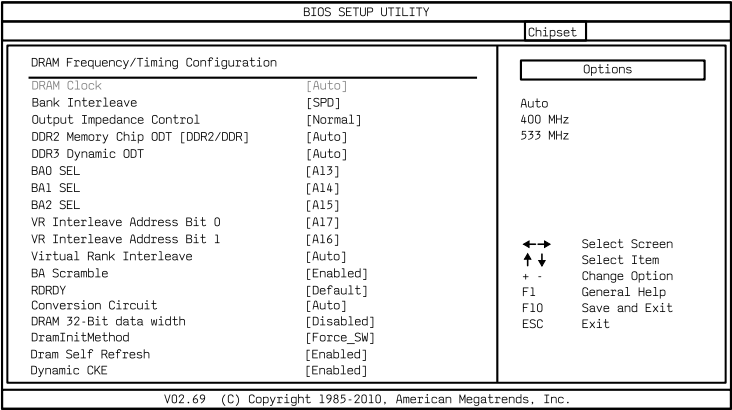 BIOS SETUP UTILITY
Chipset
DRAM Frequency/Timing Configuration
DRAM Clock [Auto]
Bank Interleave [SPD]
Output Impedance Control [Normal]
DDR2 Memory Chip ODT [DDR2/DDR] [Auto]
DDR3 Dynamic ODT [Auto]
BA0 SEL [A13]
BA1 SEL [A14]
BA2 SEL [A15]
VR Interleave Address Bit 0 [A17]
VR Interleave Address Bit 1 [A16]
Virtual Rank Interleave [Auto]
BA Scramble [Enabled]
RDRDY [Default]
Conversion Circuit [Auto]
DRAM 32-Bit data width [Disabled]
DramInitMethod [Force_SW]
Dram Self Refresh [Enabled]
Dynamic CKE [Enabled]
Options
Auto
400 MHz
533 MHz
←→ Select Screen
↑↓ Select Item
+ - Change Option
F1 General Help
F10 Save and Exit
ESC Exit
V02.69 (C) Copyright 1985-2010, American Megatrends, Inc.